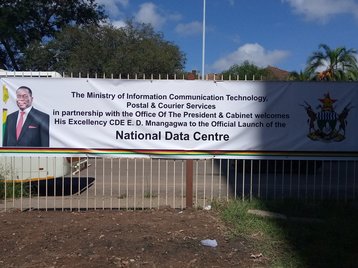 The Ministry of Information Communication Technology,
Postal & Courier Services
in partnership with the Office Of The President & Cabinet welcomes
His Excellency CDE E. D. Mnangagwa to the Official Launch of the
National Data Centre